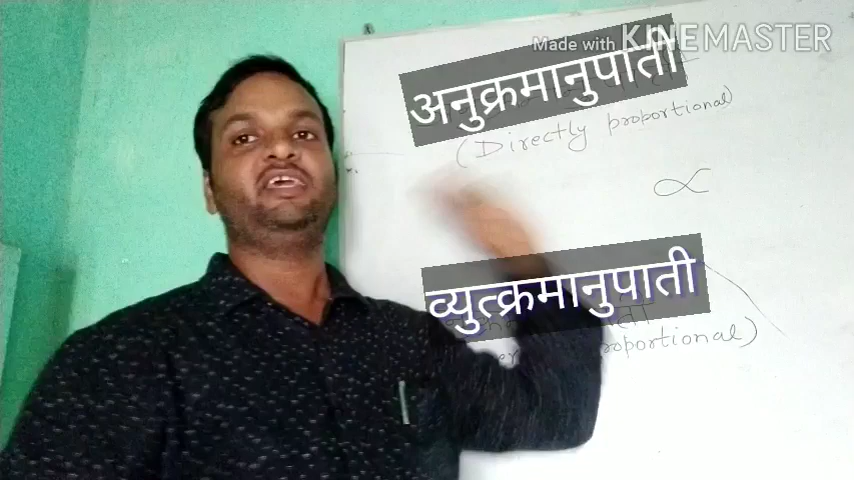 Made with KINEMASTER
अनुक्रमानुपाती
(Directly proportional)
∝
व्युत्क्रमानुपाती
proportional)